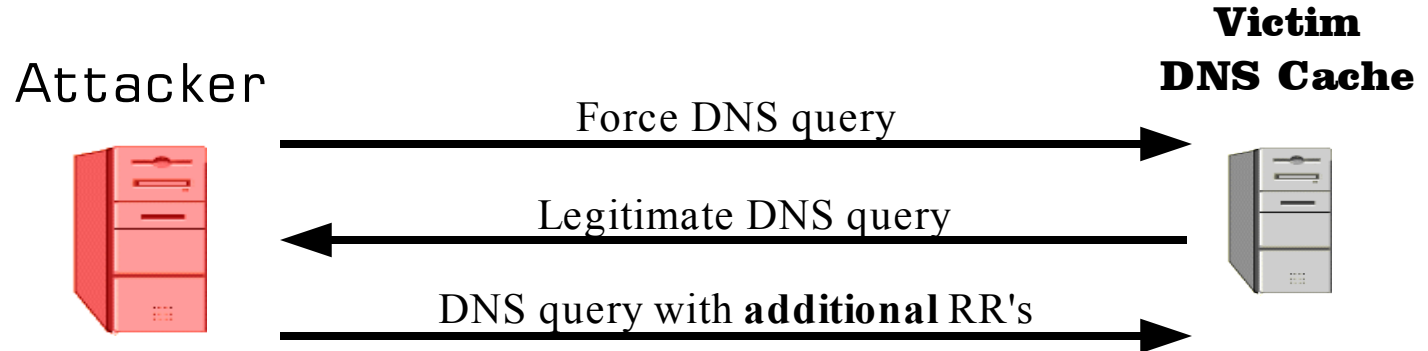 Attacker
Victim
DNS Cache
Force DNS query
Legitimate DNS query
DNS query with additional RR's